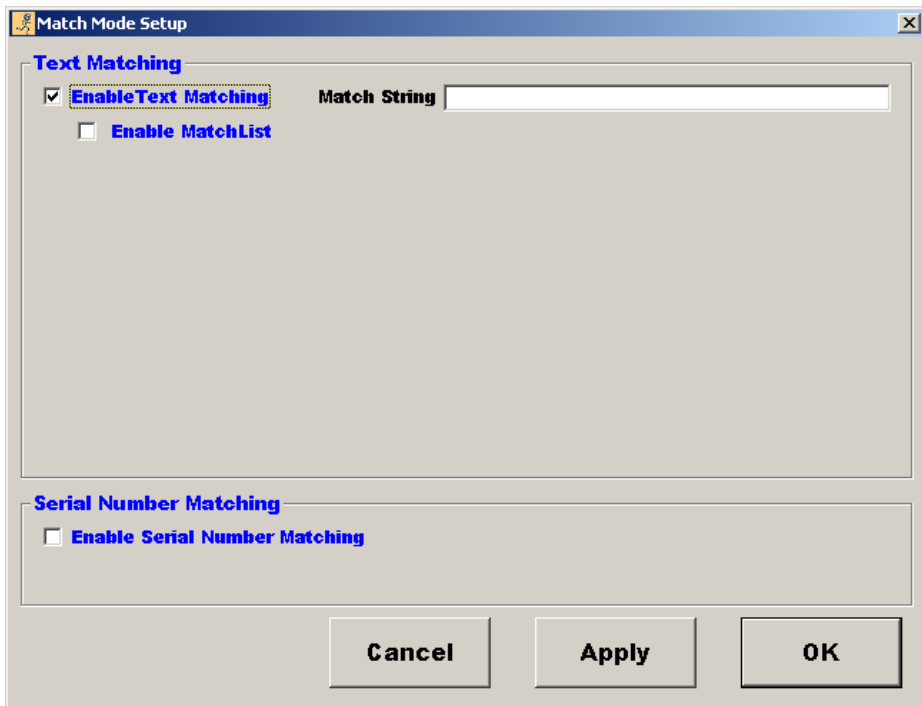 Match Mode Setup
Text Matching
EnableText Matching Match String
Enable MatchList
Serial Number Matching
Enable Serial Number Matching
Cancel Apply OK